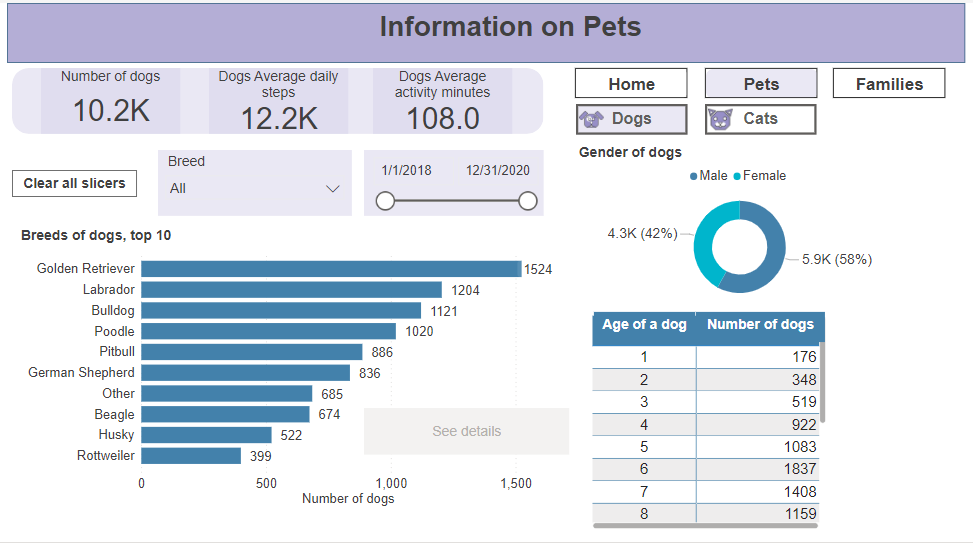 Information on Pets
Number of dogs
10.2K
Dogs Average daily
steps
12.2K
Dogs Average
activity minutes
108.0
Home
Pets
Families
Dogs
Cats
Clear all slicers
Breed
All
1/1/2018 12/31/2020
Gender of dogs
Male Female
4.3K (42%)
5.9K (58%)
Breeds of dogs, top 10
Golden Retriever 1524
Labrador 1204
Bulldog 1121
Poodle 1020
Pitbull 886
German Shepherd 836
Other 685
Beagle 674
Husky 522
Rottweiler 399
0 500 1,000 1,500
Number of dogs
See details
Age of a dog Number of dogs
1 176
2 348
3 519
4 922
5 1083
6 1837
7 1408
8 1159